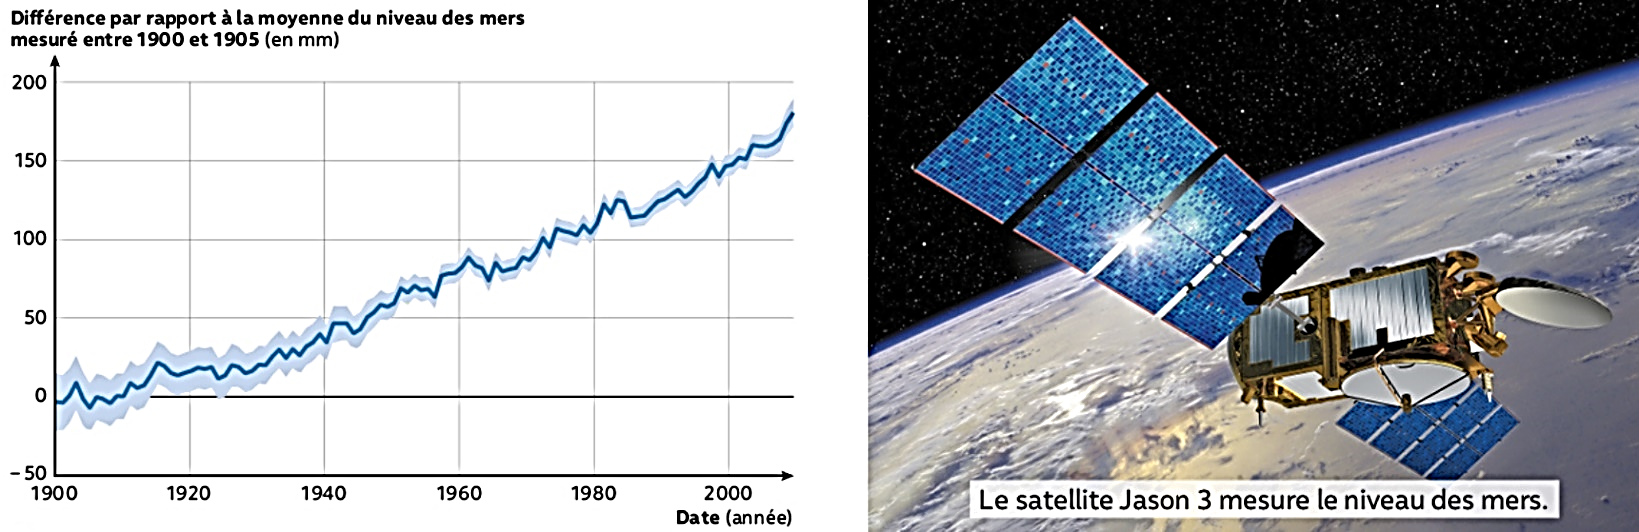 Différence par rapport à la moyenne du niveau des mers
mesuré entre 1900 et 1905 (en mm)
200
150
100
50
0
– 50
1900 1920 1940 1960 1980 2000
Date (année)
Le satellite Jason 3 mesure le niveau des mers.